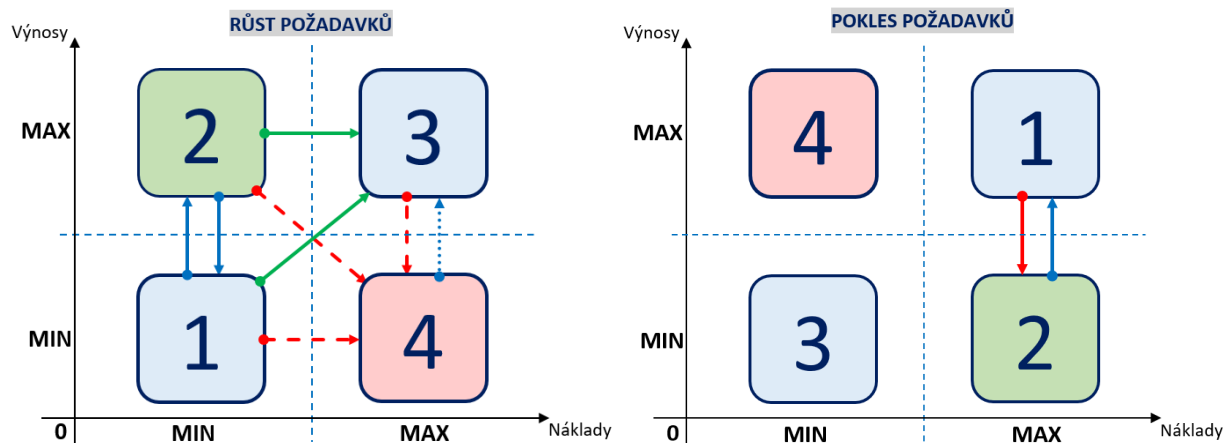 Výnosy
RŮST POŽADAVKŮ
2
3
MAX
1
4
MIN
0
MIN
MAX
Náklady
Výnosy
POKLES POŽADAVKŮ
4
1
MAX
3
2
MIN
0
MIN
MAX
Náklady